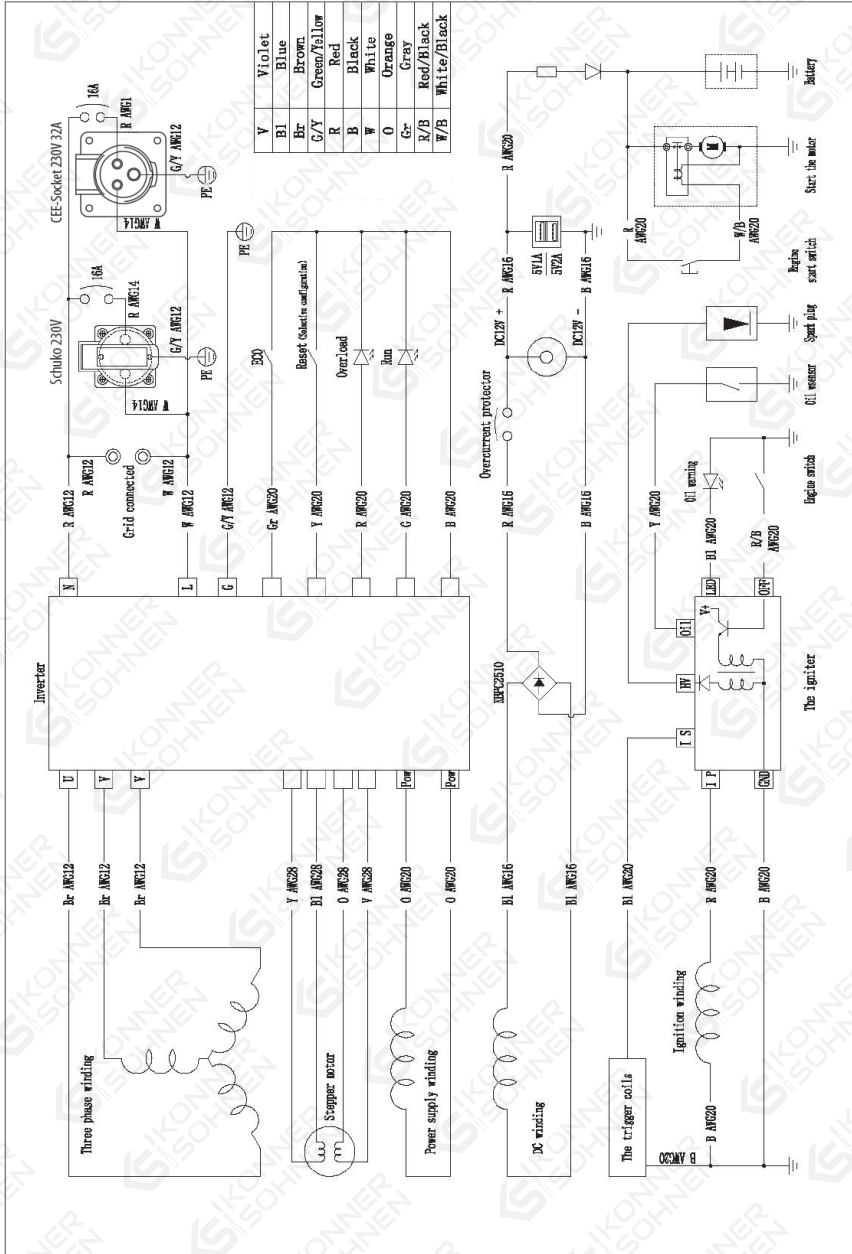 Three phase winding
Br AWG12
Br AWG12
Br AWG12
U
V
V
Stepper motor
Y AWG28
Bl AWG28
O AWG28
V AWG28
Power supply winding
O AWG20
O AWG20
Pow
Pow
Inverter
N
L
G
R AWG12
R AWG12
Grid connected
W AWG12
W AWG12
G/Y AWG12
PE
Schuko 230V
16A
R AWG14
W AWG14
G/Y AWG12
PE
CEE-Socket 230V 32A
16A
R AWG1
W AWG14
G/Y AWG12
PE
Gr AWG20
ECO
Y AWG20
Reset (Selective configuration)
R AWG20
Overload
G AWG20
Run
B AWG20
V Violet
Bl Blue
Br Brown
G/Y Green/Yellow
R Red
B Black
W White
O Orange
Gr Gray
R/B Red/Black
W/B White/Black
DC winding
Bl AWG16
Bl AWG16
KBPC2510
R AWG16
B AWG16
Overcurrent protector
DC12V +
DC12V -
R AWG16
B AWG16
5V1A
5V2A
R AWG20
The trigger coils
B AWG20
B AWG20
Ignition winding
Bl AWG20
R AWG20
B AWG20
I S
I P
GND
HV
Oil
LED
OFF
V+
The igniter
Y AWG20
Bl AWG20
Oil warning
R/B
AWG20
Engine switch
Oil wsensor
Spark plug
Engine
start switch
R
AWG20
W/B
AWG20
M
Start the motor
Battery
KONNER
SOHNEN